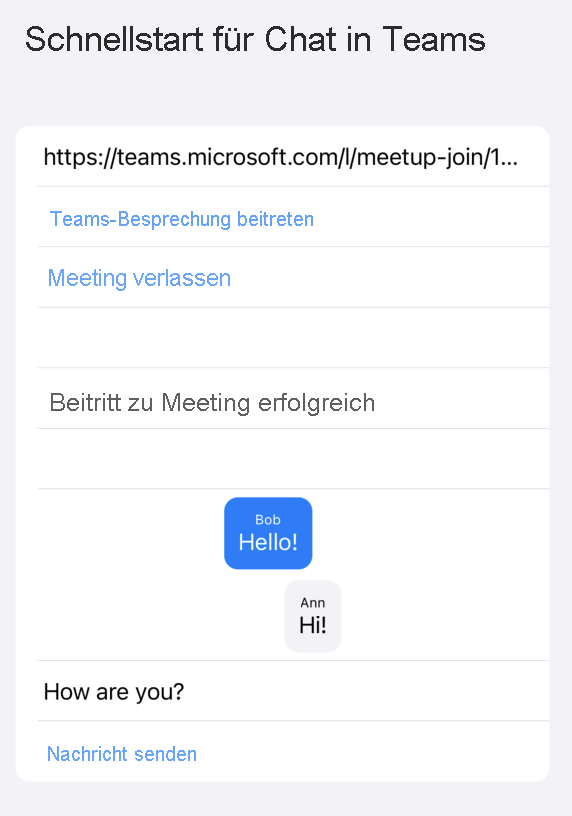 Schnellstart für Chat in Teams
https://teams.microsoft.com/l/meetup-join/1...
Teams-Besprechung beitreten
Meeting verlassen
Beitritt zu Meeting erfolgreich
Bob
Hello!
Ann
Hi!
How are you?
Nachricht senden